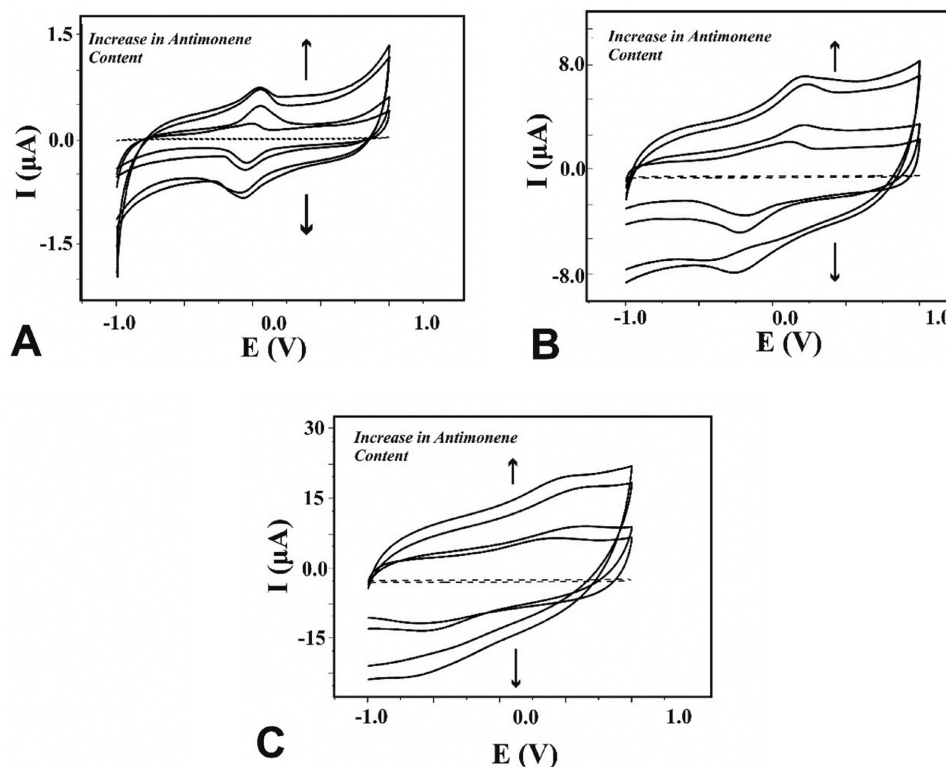 Increase in Antimonene
Content
1.5
0.0
-1.5
I (µA)
-1.0
0.0
1.0
E (V)
A
Increase in Antimonene
Content
8.0
0.0
-8.0
I (µA)
-1.0
0.0
1.0
E (V)
B
Increase in Antimonene
Content
30
15
0.0
-15
I (µA)
-1.0
0.0
1.0
E (V)
C